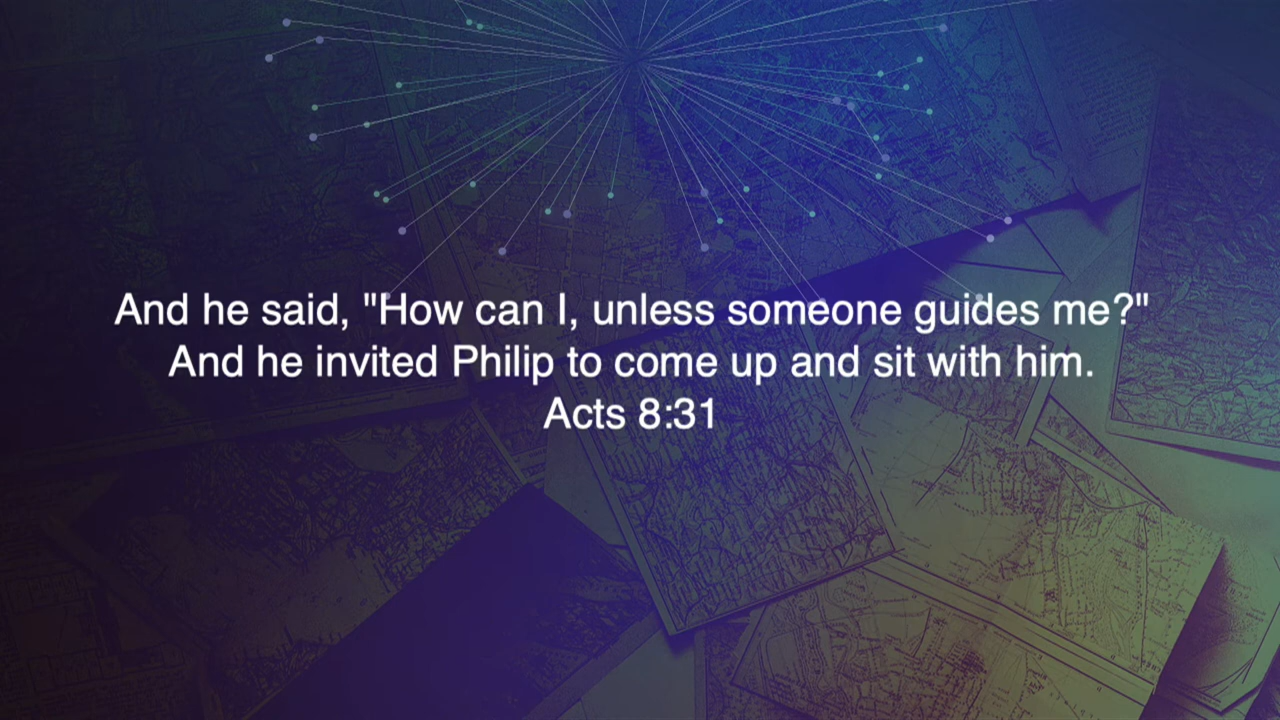 And he said, "How can I, unless someone guides me?"
And he invited Philip to come up and sit with him.
Acts 8:31